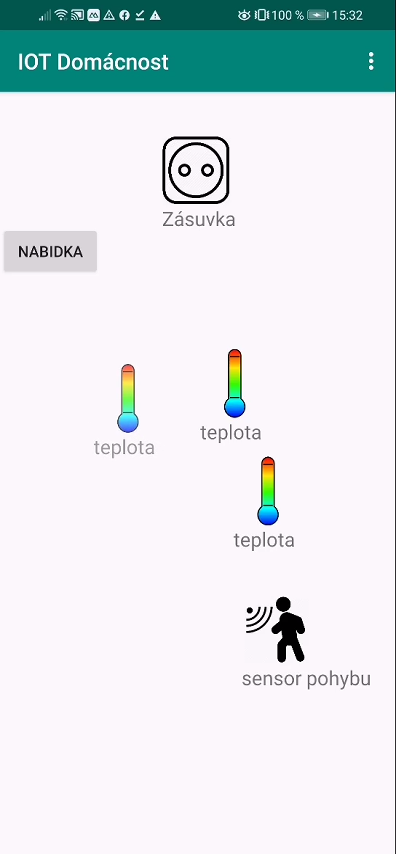 100 % 15:32
IOT Domácnost
Zásuvka
NABIDKA
teplota
teplota
teplota
sensor pohybu